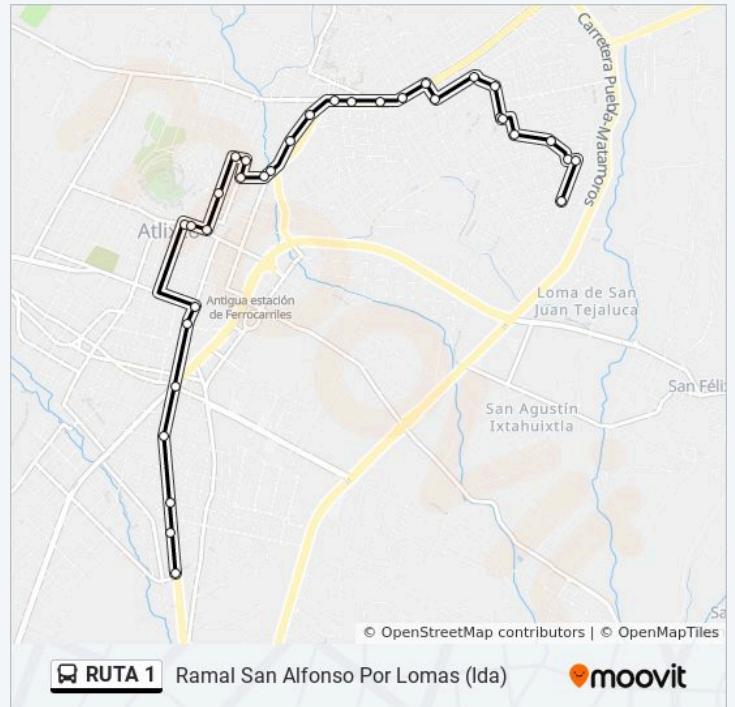 Carretera Puebla-Matamoros
Atlixco
Antigua estación
de Ferrocarriles
Loma de San
Juan Tejaluca
San Féli
San Agustín
Ixtahuixtla
Sa
© OpenStreetMap contributors | © OpenMapTiles
RUTA 1
Ramal San Alfonso Por Lomas (Ida)
moovit